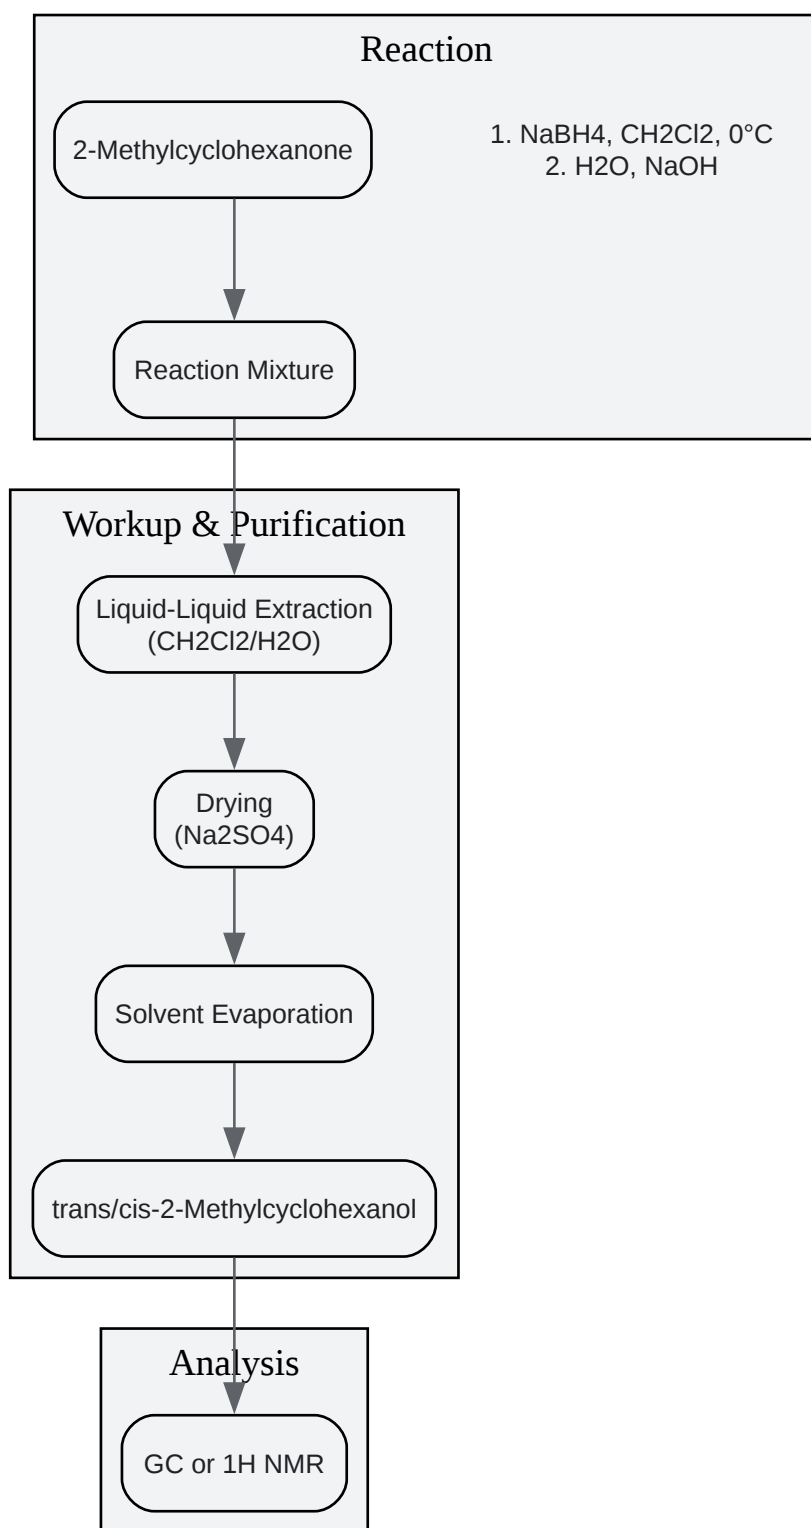 Reaction
2-Methylcyclohexanone
1. NaBH4, CH2Cl2, 0°C
2. H2O, NaOH
Reaction Mixture
Workup & Purification
Liquid-Liquid Extraction
(CH2Cl2/H2O)
Drying
(Na2SO4)
Solvent Evaporation
trans/cis-2-Methylcyclohexanol
Analysis
GC or 1H NMR